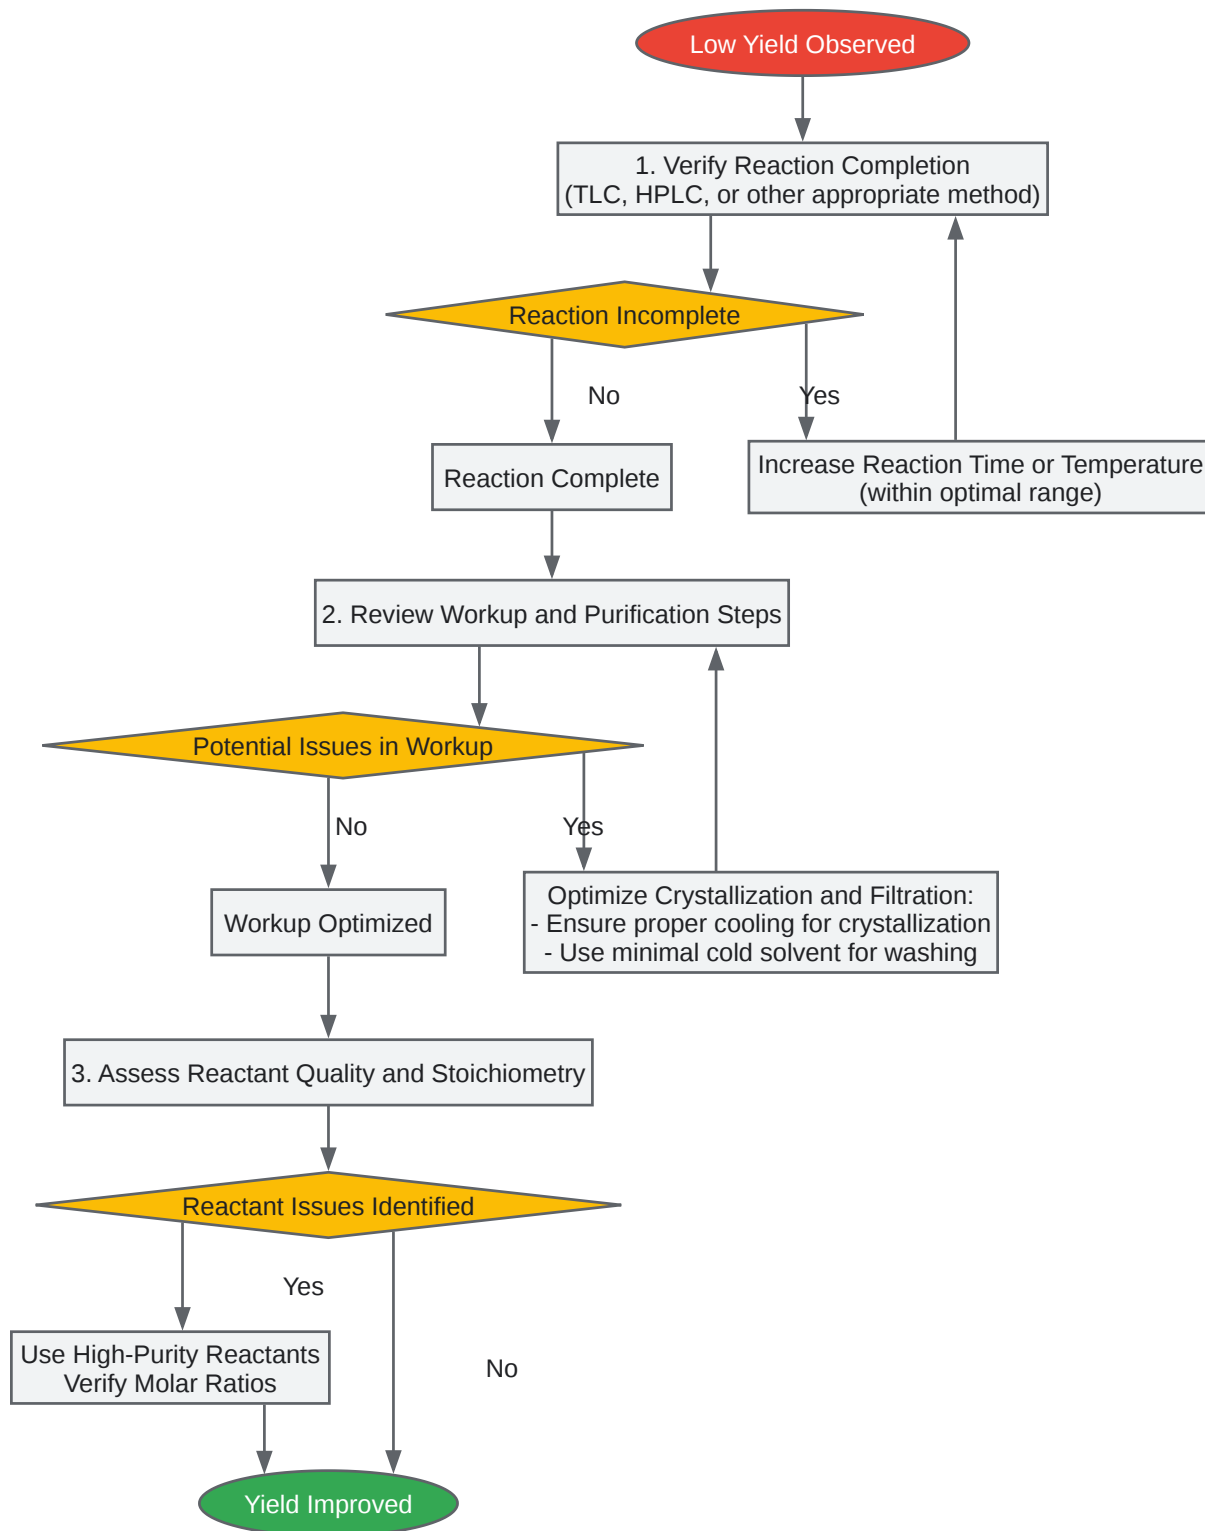 Low Yield Observed
1. Verify Reaction Completion
(TLC, HPLC, or other appropriate method)
Reaction Incomplete
No
Yes
Reaction Complete
Increase Reaction Time or Temperature
(within optimal range)
2. Review Workup and Purification Steps
Potential Issues in Workup
No
Yes
Workup Optimized
Optimize Crystallization and Filtration:
- Ensure proper cooling for crystallization
- Use minimal cold solvent for washing
3. Assess Reactant Quality and Stoichiometry
Reactant Issues Identified
Yes
Use High-Purity Reactants
Verify Molar Ratios
No
Yield Improved